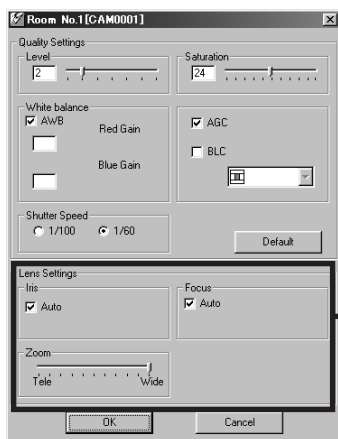 Room No.1[CAM0001]
Quality Settings
Level
2
Saturation
24
White balance
AWB
Red Gain
Blue Gain
AGC
BLC
Shutter Speed
1/100
1/60
Default
Lens Settings
Iris
Auto
Focus
Auto
Zoom
Tele
Wide
OK
Cancel